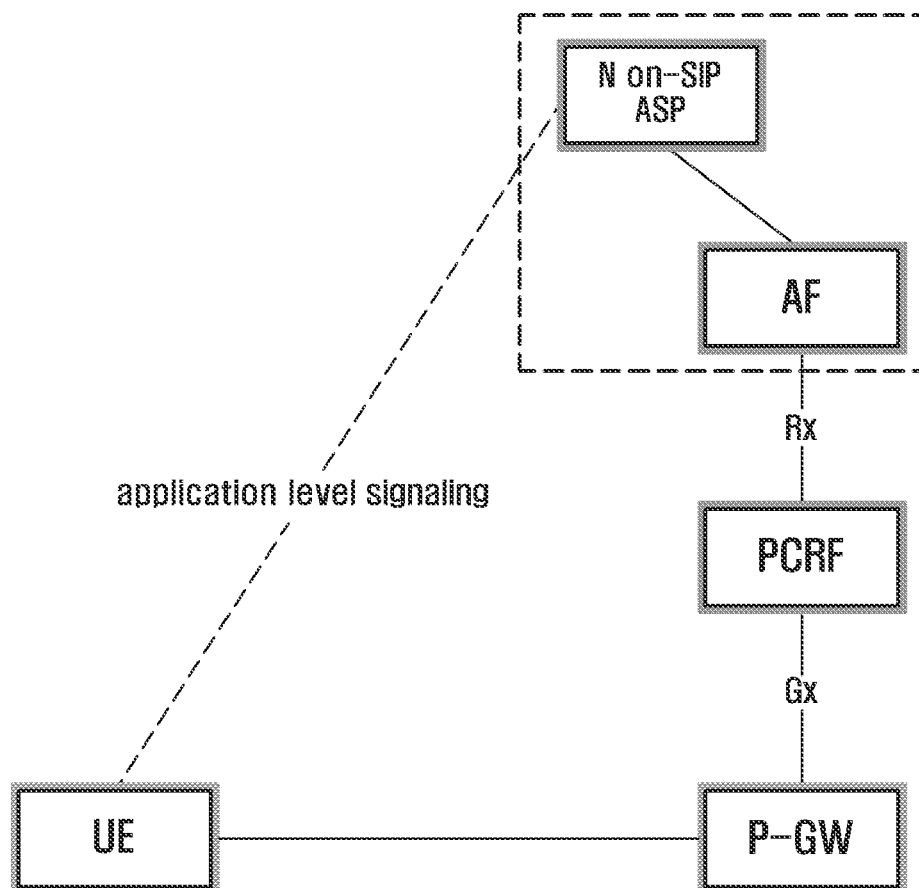 N on-SIP
ASP
AF
Rx
application level signaling
PCRF
Gx
UE
P-GW